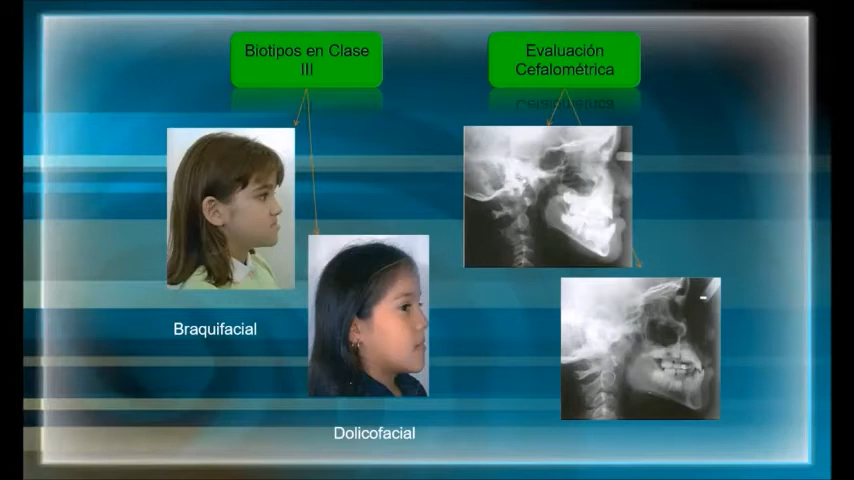 Biotipos en Clase
III
Evaluación
Cefalométrica
Braquifacial
Dolicofacial